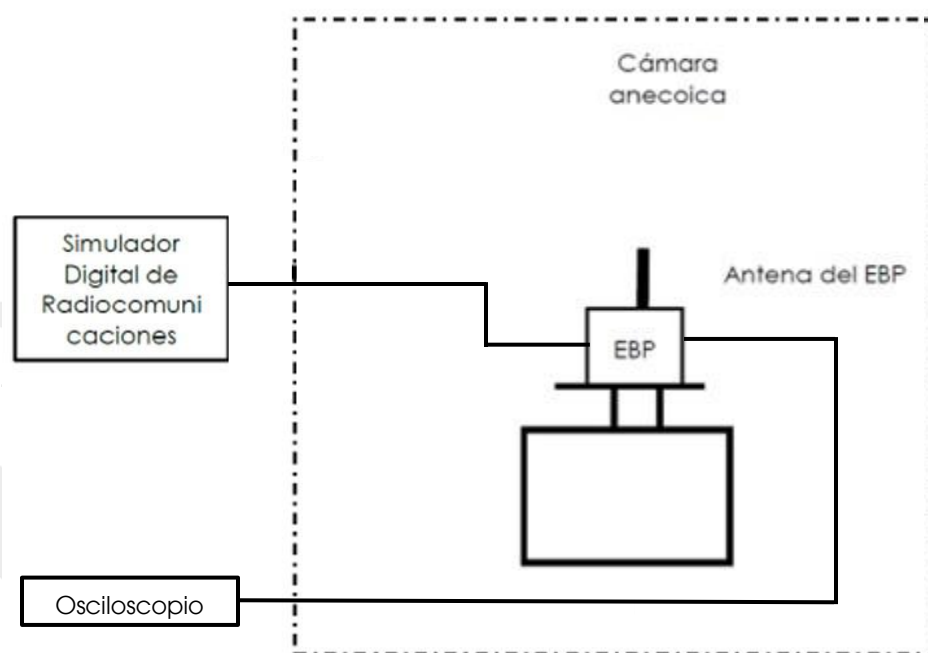 Cámara
anecoica
Simulador
Digital de
Radiocomuni
caciones
Antena del EBP
EBP
Osciloscopio